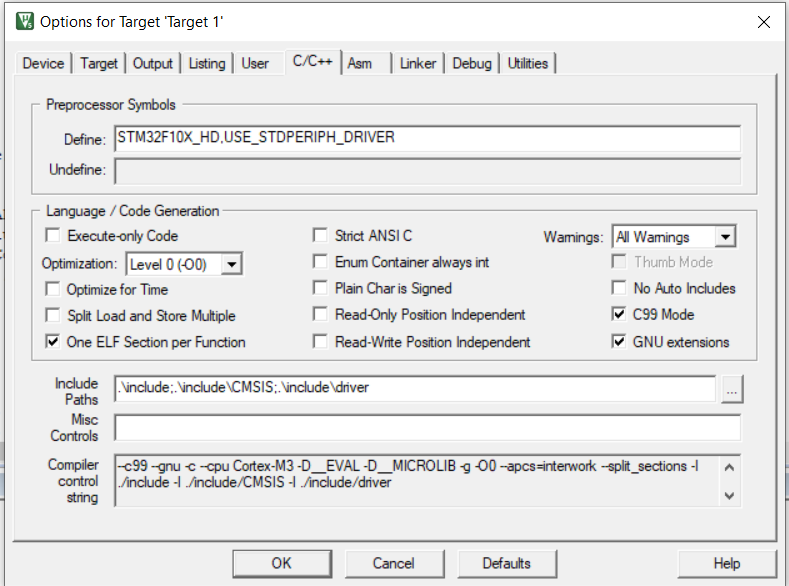 Options for Target 'Target 1'
Device Target Output Listing User C/C++ Asm Linker Debug Utilities
Preprocessor Symbols
Define: STM32F10X_HD,USE_STDPERIPH_DRIVER
Undefine:
Language / Code Generation
Execute-only Code Strict ANSI C Warnings: All Warnings
Optimization: Level 0 (-O0) Enum Container always int Thumb Mode
Optimize for Time Plain Char is Signed No Auto Includes
Split Load and Store Multiple Read-Only Position Independent C99 Mode
One ELF Section per Function Read-Write Position Independent GNU extensions
Include Paths .\include;.\include\CMSIS;.\include\driver ...
Misc Controls
Compiler control string --c99 --gnu -c --cpu Cortex-M3 -D__EVAL -D__MICROLIB -g -O0 --apcs=interwork --split_sections -I
./include -I ./include/CMSIS -I ./include/driver
OK Cancel Defaults Help